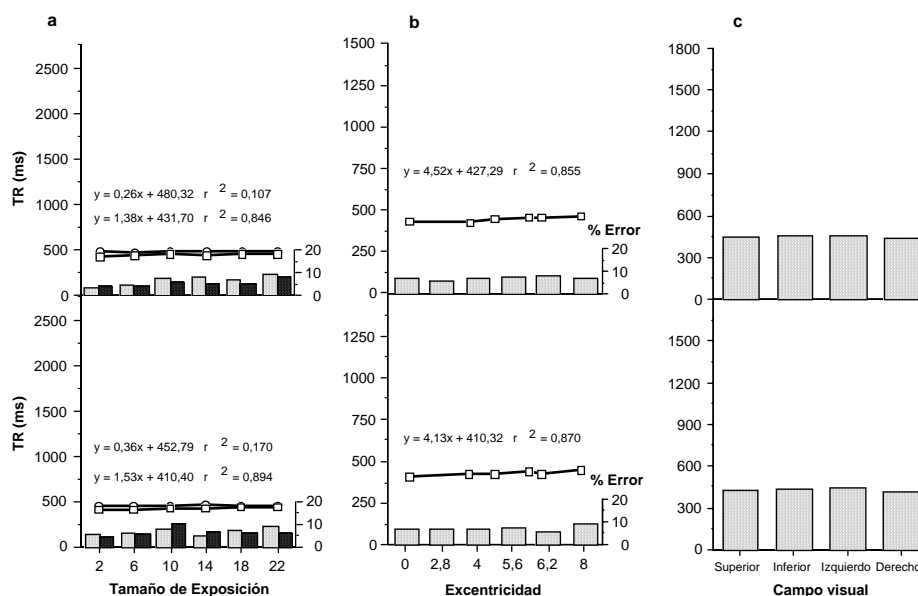 a
2500
2000
TR (ms)
1500
1000
y = 0,26x + 480,32 r 2 = 0,107
y = 1,38x + 431,70 r 2 = 0,846
500
0
20
10
0
2500
2000
TR (ms)
1500
1000
y = 0,36x + 452,79 r 2 = 0,170
y = 1,53x + 410,40 r 2 = 0,894
500
0
20
10
0
2 6 10 14 18 22
Tamaño de Exposición
b
1500
1250
1000
750
y = 4,52x + 427,29 r 2 = 0,855
500
250
0
% Error
20
10
0
1250
1000
750
y = 4,13x + 410,32 r 2 = 0,870
500
250
0
% Error
20
10
0
0 2,8 4 5,6 6,2 8
Excentricidad
c
1800
1500
1200
900
600
300
0
1500
1200
900
600
300
0
Superior Inferior Izquierdo Derecho
Campo visual